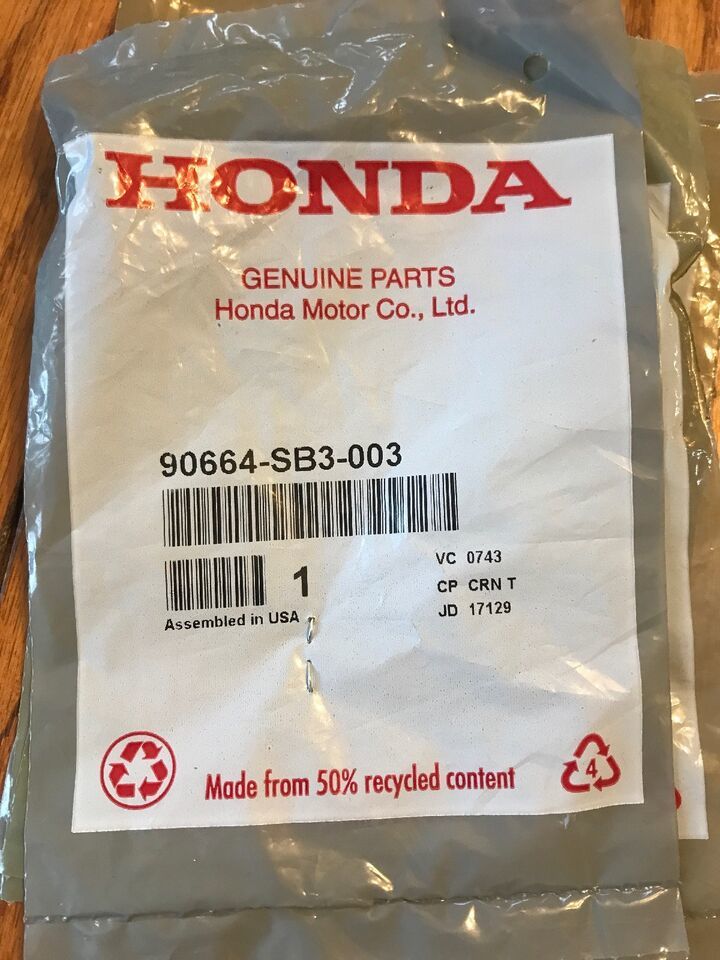 HONDA
GENUINE PARTS
Honda Motor Co., Ltd.
90664-SB3-003
1
VC 0743
CP CRN T
JD 17129
Assembled in USA
Made from 50% recycled content
4